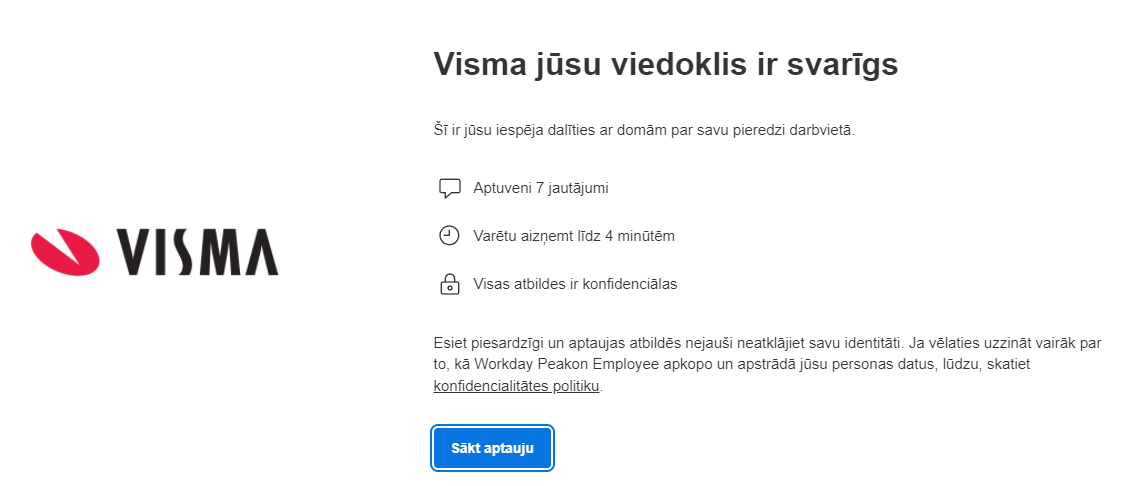 Visma jūsu viedoklis ir svarīgs
Šī ir jūsu iespēja dalīties ar domām par savu pieredzi darbvietā.
Aptuveni 7 jautājumi
Varētu aizņemt līdz 4 minūtēm
Visas atbildes ir konfidenciālas
VISMA
Esiet piesardzīgi un aptaujas atbildēs nejauši neatklājiet savu identitāti. Ja vēlaties uzzināt vairāk par
to, kā Workday Peakon Employee apkopo un apstrādā jūsu personas datus, lūdzu, skatiet
konfidencialitātes politiku.
Sākt aptauju